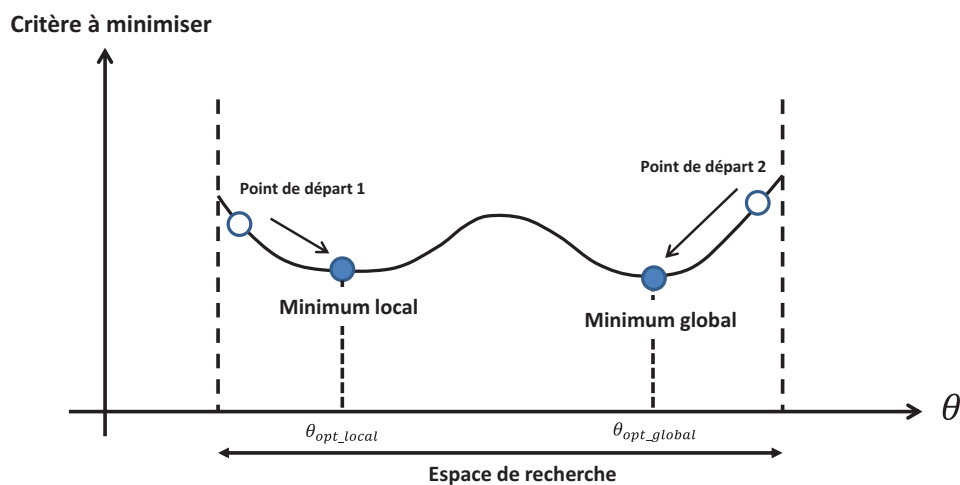 Critère à minimiser
Point de départ 1
Point de départ 2
Minimum local
Minimum global
θ
θopt_local
θopt_global
Espace de recherche